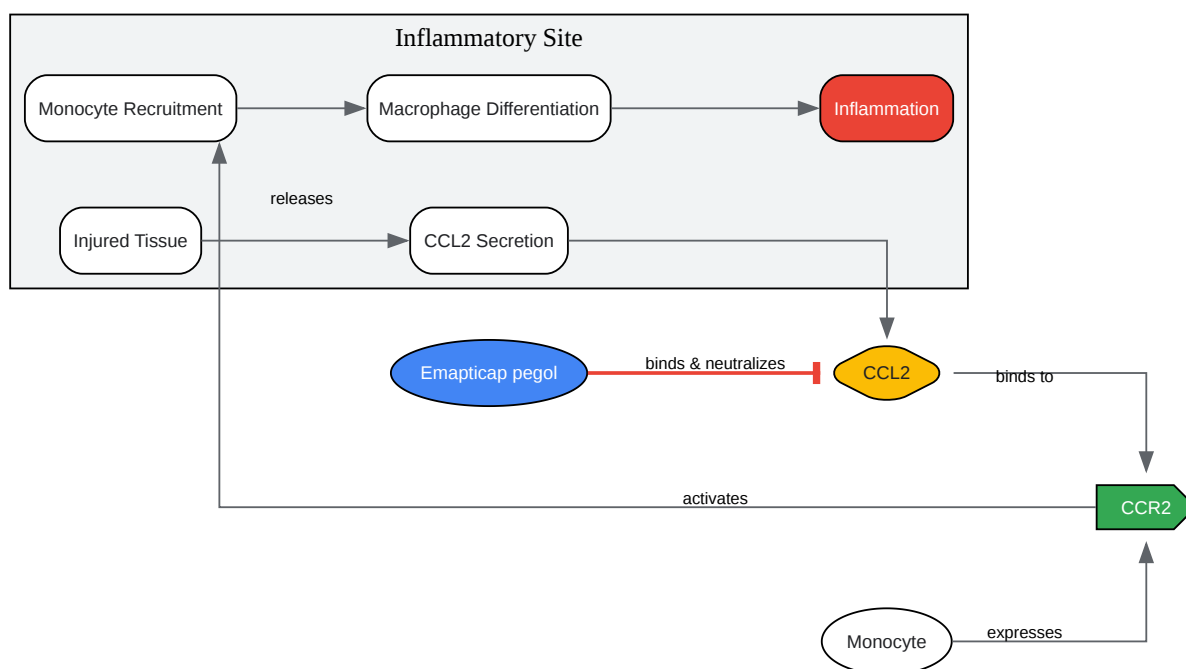 Inflammatory Site
Monocyte Recruitment
Macrophage Differentiation
Inflammation
releases
Injured Tissue
CCL2 Secretion
Emapticap pegol
binds & neutralizes
CCL2
binds to
activates
CCR2
Monocyte
expresses